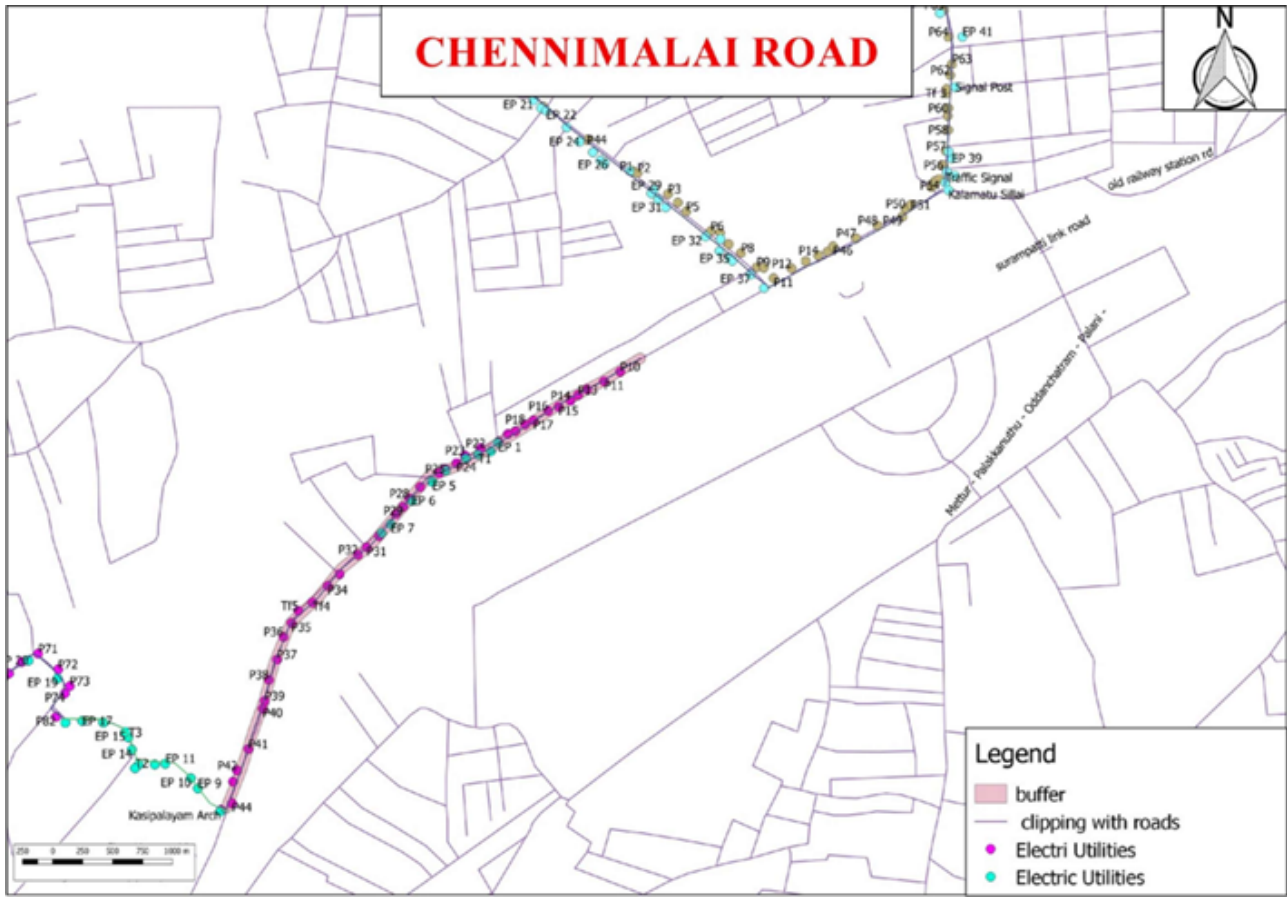 CHENNIMALAI ROAD
N
P64
EP 41
P63
P62
Tf 3
Signal Post
P60
P58
P57
EP 39
P56
Traffic Signal
Kalamatu Sillai
old railway station rd
EP 21
EP 22
EP 24
P44
EP 26
P1
P2
EP 29
P3
EP 31
P5
P6
EP 32
P8
EP 35
P9
P12
EP 37
P11
P14
P46
P47
P48
P49
P50
P51
surampatti link road
Mettur - Palakkanuthu - Oddanchatram - Palani -
P10
P11
P13
P14
P15
P16
P17
P18
P22
EP 1
T1
P23
P24
EP 5
P28
EP 6
EP 7
P32
P31
P34
Tf5
Tf4
P35
P36
P37
P38
P39
P40
P41
P42
P44
Kasipalayam Arch
P71
P72
EP 19
P73
P74
P82
EP 17
EP 15
T3
EP 14
T2
EP 11
EP 10
EP 9
250 0 250 500 750 1000 m
Legend
buffer
clipping with roads
Electri Utilities
Electric Utilities